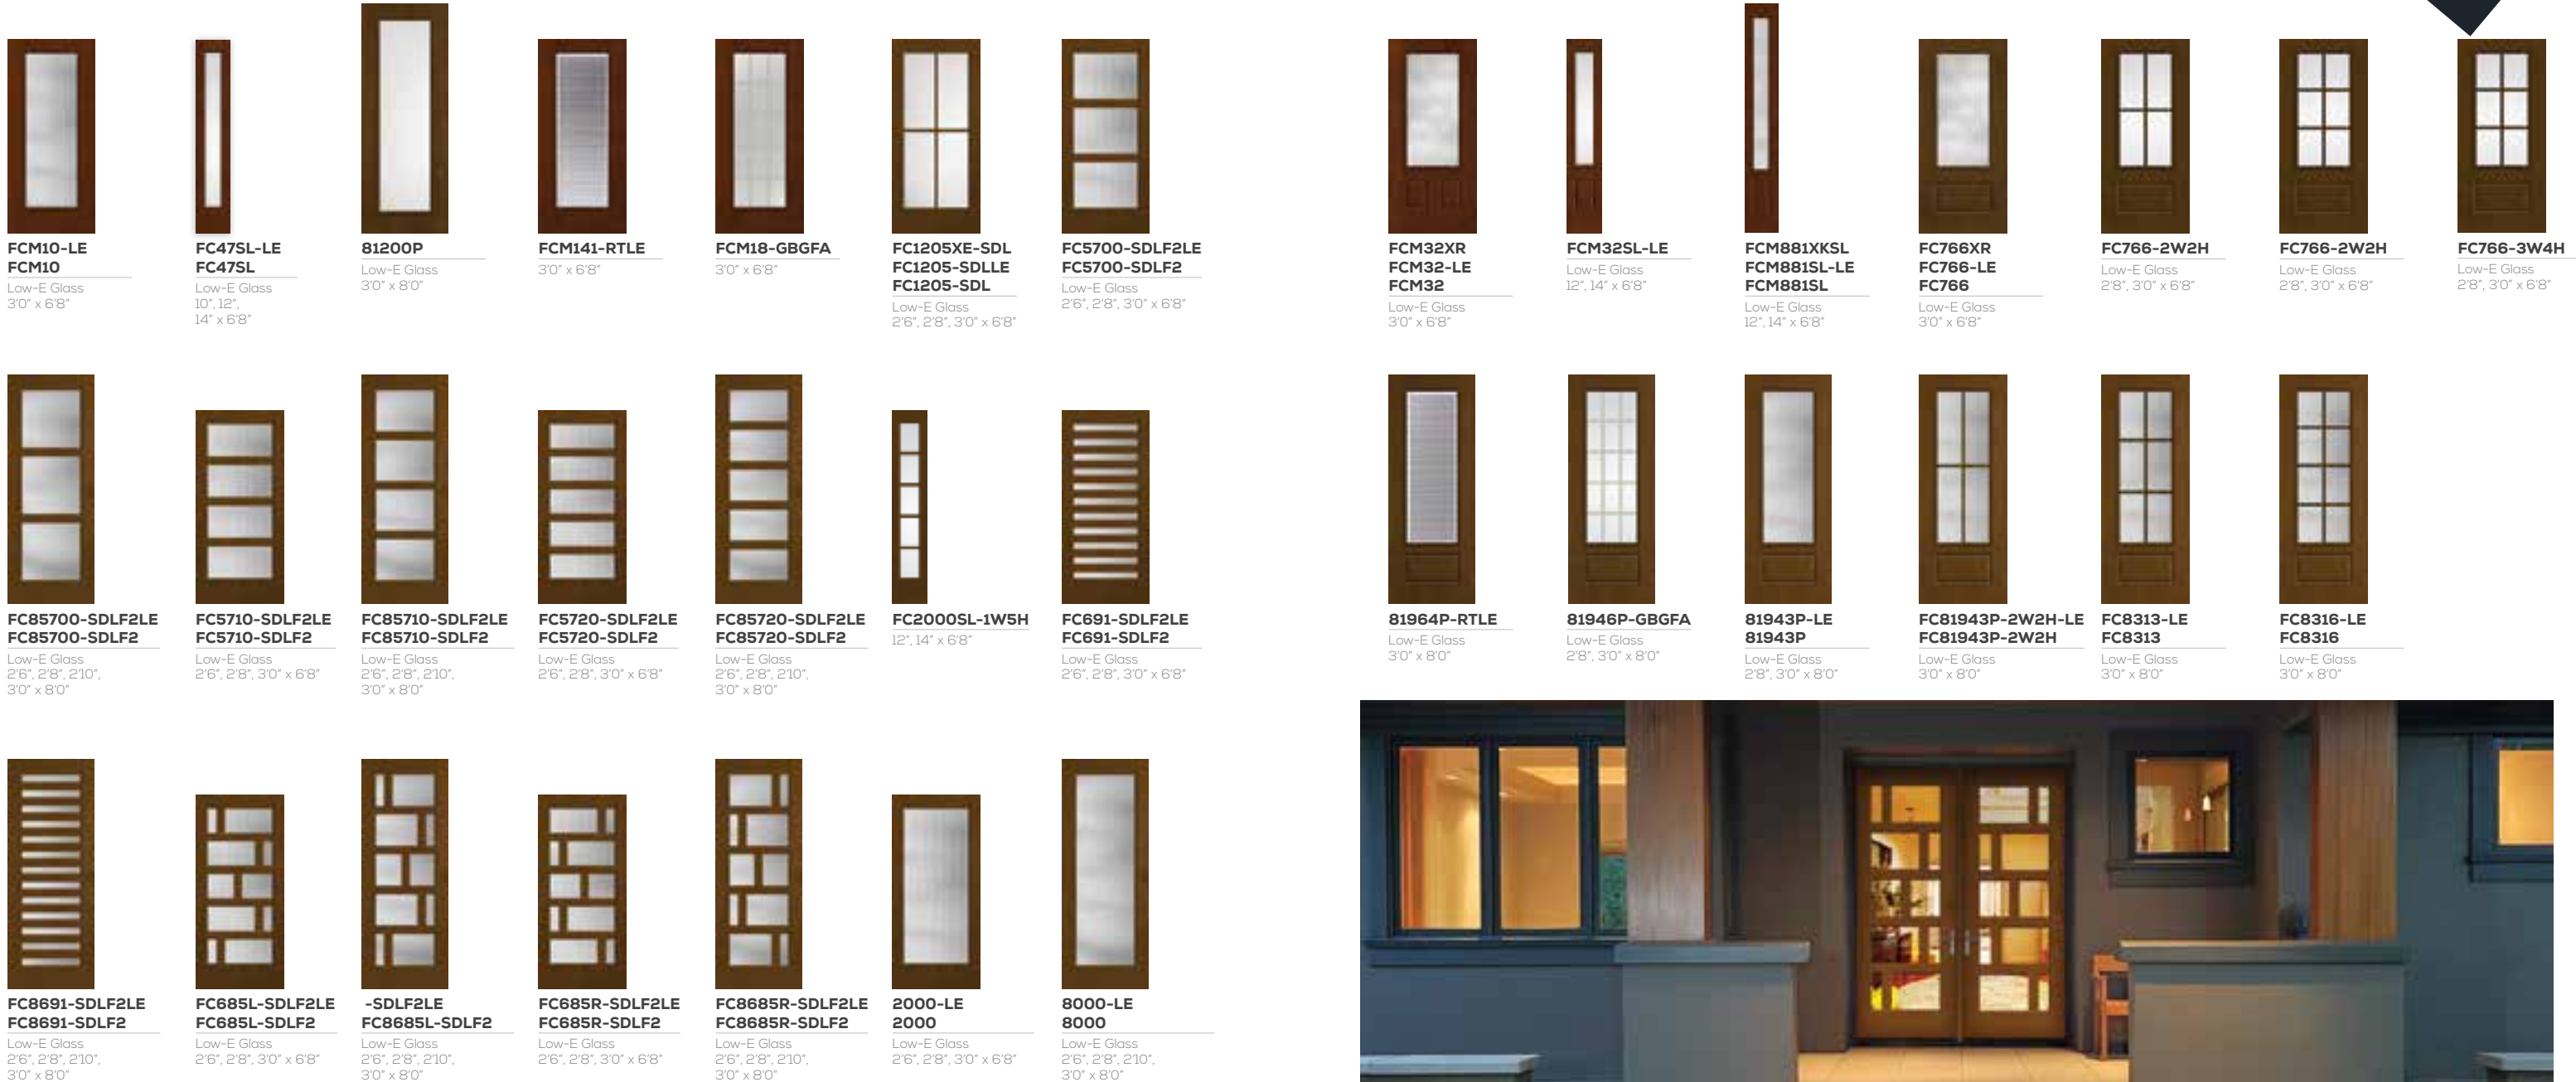 FCM10-LE
FCM10
Low-E Glass
3'0" x 6'8"
FC47SL-LE
FC47SL
Low-E Glass
10", 12",
14" x 6'8"
81200P
Low-E Glass
3'0" x 8'0"
FCM141-RTLE
3'0" x 6'8"
FCM18-GBGFA
3'0" x 6'8"
FC1205XE-SDL
FC1205-SDLLE
FC1205-SDL
Low-E Glass
2'6", 2'8", 3'0" x 6'8"
FC5700-SDLF2LE
FC5700-SDLF2
Low-E Glass
2'6", 2'8", 3'0" x 6'8"
FCM32XR
FCM32-LE
FCM32
Low-E Glass
3'0" x 6'8"
FCM32SL-LE
Low-E Glass
12", 14" x 6'8"
FCM881XKSL
FCM881SL-LE
FCM881SL
Low-E Glass
12", 14" x 6'8"
FC766XR
FC766-LE
FC766
Low-E Glass
3'0" x 6'8"
FC766-2W2H
Low-E Glass
2'8", 3'0" x 6'8"
FC766-2W2H
Low-E Glass
2'8", 3'0" x 6'8"
FC766-3W4H
Low-E Glass
2'8", 3'0" x 6'8"
FC85700-SDLF2LE
FC85700-SDLF2
Low-E Glass
2'6", 2'8", 2'10",
3'0" x 8'0"
FC5710-SDLF2LE
FC5710-SDLF2
Low-E Glass
2'6", 2'8", 3'0" x 6'8"
FC85710-SDLF2LE
FC85710-SDLF2
Low-E Glass
2'6", 2'8", 2'10",
3'0" x 8'0"
FC5720-SDLF2LE
FC5720-SDLF2
Low-E Glass
2'6", 2'8", 3'0" x 6'8"
FC85720-SDLF2LE
FC85720-SDLF2
Low-E Glass
2'6", 2'8", 2'10",
3'0" x 8'0"
FC2000SL-1W5H
12", 14" x 6'8"
FC691-SDLF2LE
FC691-SDLF2
Low-E Glass
2'6", 2'8", 3'0" x 6'8"
81964P-RTLE
Low-E Glass
3'0" x 8'0"
81946P-GBGFA
Low-E Glass
2'8", 3'0" x 8'0"
81943P-LE
81943P
Low-E Glass
2'8", 3'0" x 8'0"
FC81943P-2W2H-LE
FC81943P-2W2H
Low-E Glass
3'0" x 8'0"
FC8313-LE
FC8313
Low-E Glass
3'0" x 8'0"
FC8316-LE
FC8316
Low-E Glass
3'0" x 8'0"
FC8691-SDLF2LE
FC8691-SDLF2
Low-E Glass
2'6", 2'8", 2'10",
3'0" x 8'0"
FC685L-SDLF2LE
FC685L-SDLF2
Low-E Glass
2'6", 2'8", 3'0" x 6'8"
-SDLF2LE
FC8685L-SDLF2
Low-E Glass
2'6", 2'8", 2'10",
3'0" x 8'0"
FC685R-SDLF2LE
FC685R-SDLF2
Low-E Glass
2'6", 2'8", 3'0" x 6'8"
FC8685R-SDLF2LE
FC8685R-SDLF2
Low-E Glass
2'6", 2'8", 2'10",
3'0" x 8'0"
2000-LE
2000
Low-E Glass
2'6", 2'8", 3'0" x 6'8"
8000-LE
8000
Low-E Glass
2'6", 2'8", 2'10",
3'0" x 8'0"